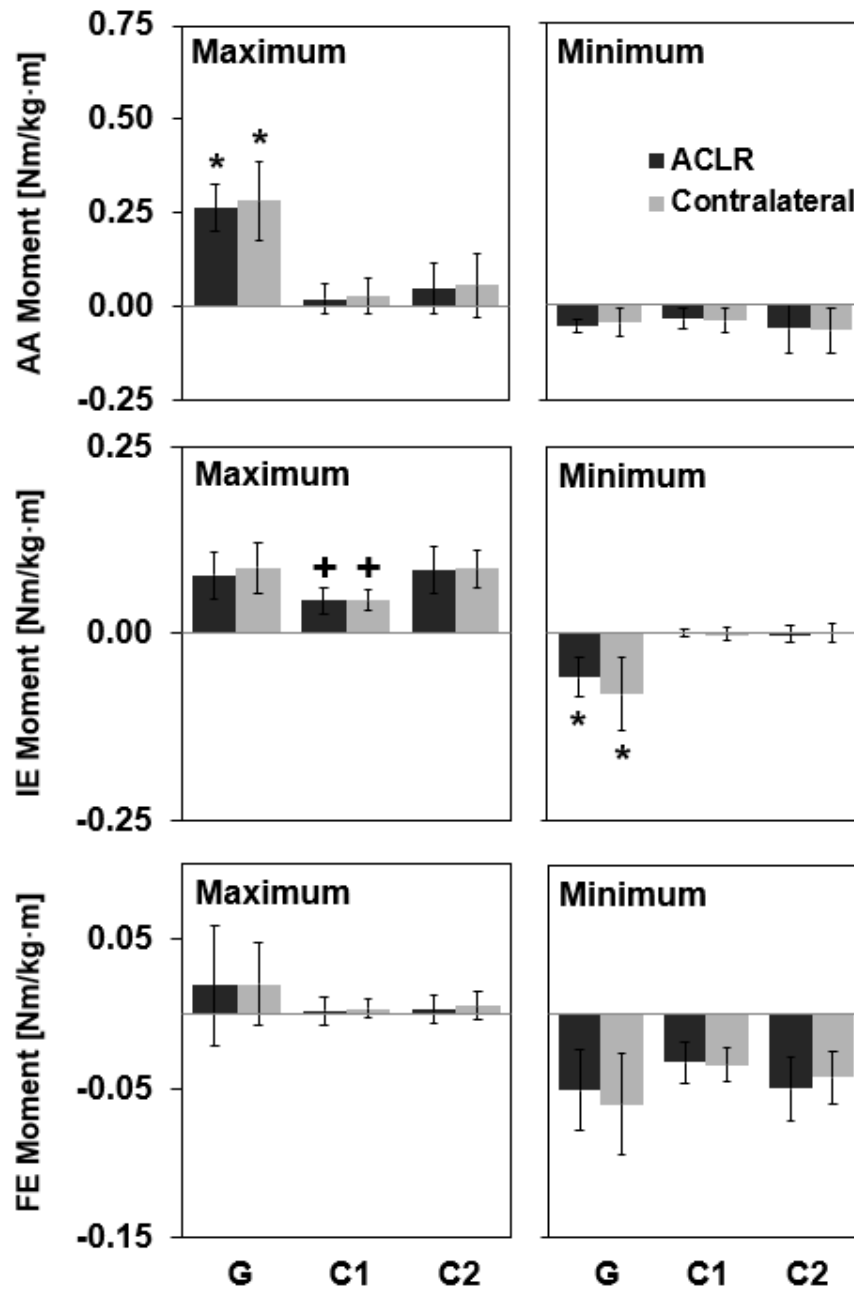 AA Moment [Nm/kg·m]
0.75
0.50
0.25
0.00
-0.25
Maximum
* *
Minimum
ACLR
Contralateral
IE Moment [Nm/kg·m]
0.25
0.00
-0.25
Maximum
+ +
Minimum
* *
FE Moment [Nm/kg·m]
0.05
-0.05
-0.15
Maximum
Minimum
G C1 C2 G C1 C2